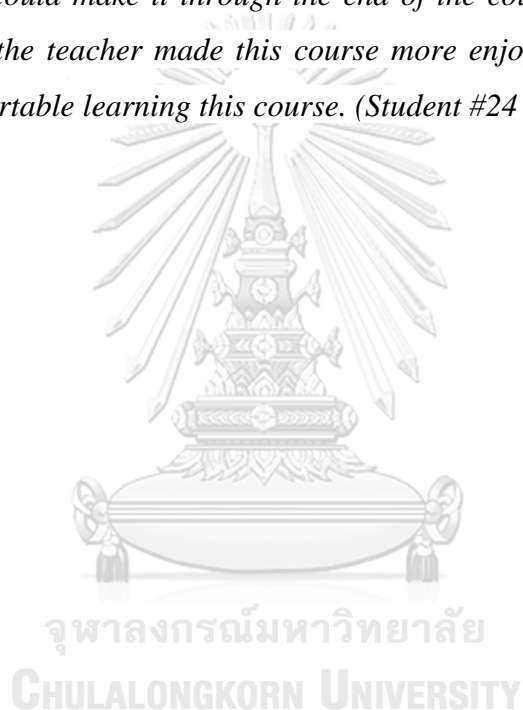 could make it through the end of the cou
the teacher made this course more enjo
rtable learning this course. (Student #24
จุฬาลงกรณ์มหาวิทยาลัย
CHULALONGKORN UNIVERSITY